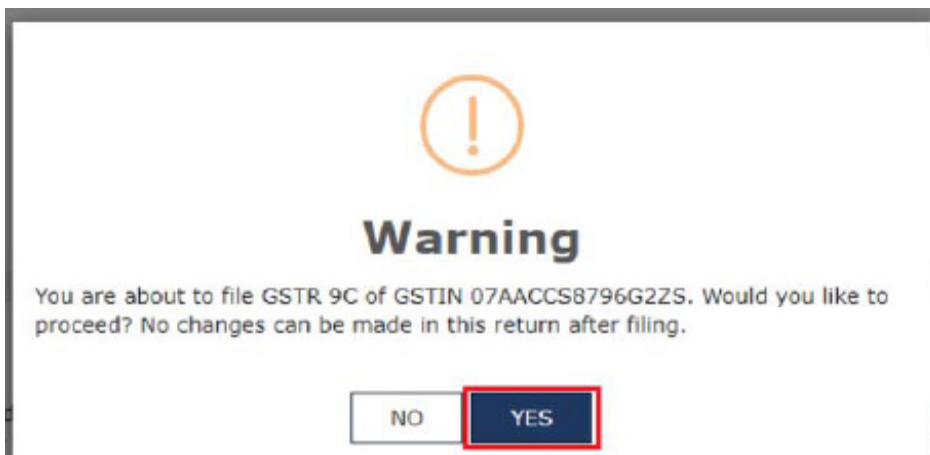 Warning
You are about to file GSTR 9C of GSTIN 07AACCS8796G2ZS. Would you like to
proceed? No changes can be made in this return after filing.
NO YES